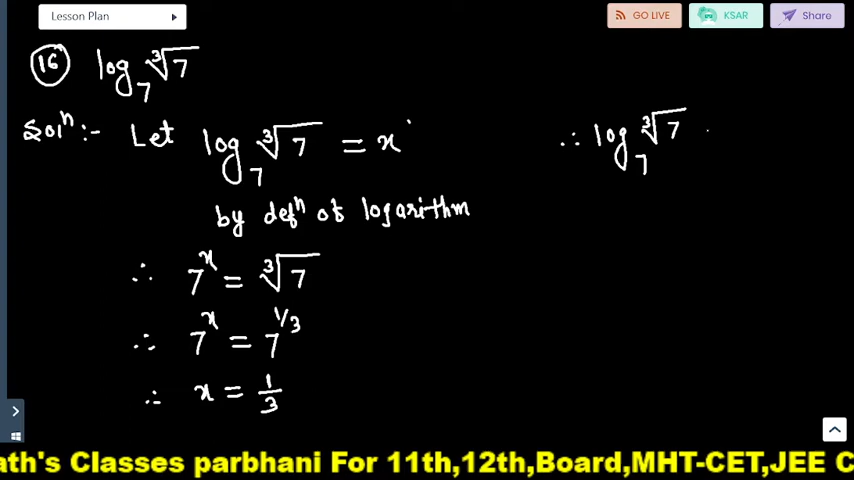 Lesson Plan
GO LIVE
KSAR
Share
16 log₇ ∛7
Solⁿ :- Let log₇ ∛7 = x
by defⁿ of logarithm
∴ 7ˣ = ∛7
∴ 7ˣ = 7^1/3
∴ x = 1/3
∴ log₇ ∛7
ath's Classes parbhani For 11th,12th,Board,MHT-CET,JEE C